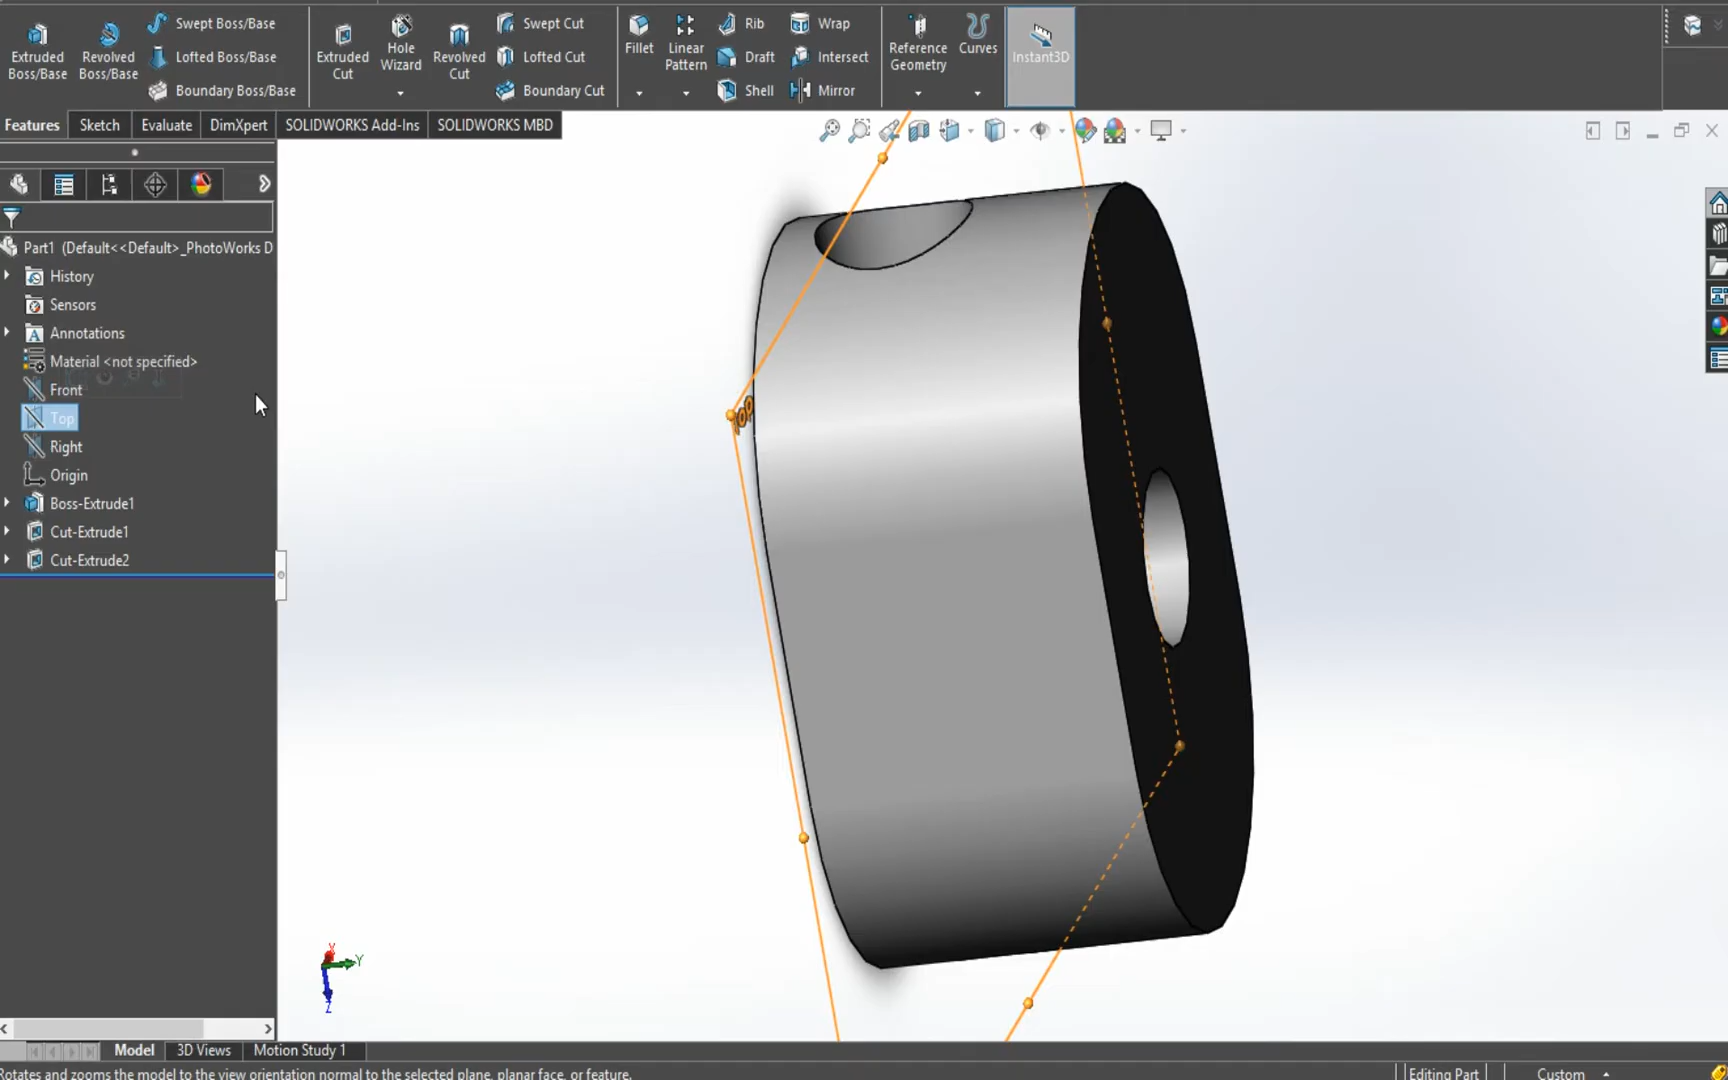 Extruded Boss/Base
Revolved Boss/Base
Swept Boss/Base
Lofted Boss/Base
Boundary Boss/Base
Extruded Cut
Hole Wizard
Revolved Cut
Swept Cut
Lofted Cut
Boundary Cut
Fillet
Linear Pattern
Rib
Draft
Shell
Wrap
Intersect
Mirror
Reference Geometry
Curves
Instant3D
Features
Sketch
Evaluate
DimXpert
SOLIDWORKS Add-Ins
SOLIDWORKS MBD
Part1 (Default<<Default>_PhotoWorks D
History
Sensors
Annotations
Material <not specified>
Front
Top
Right
Origin
Boss-Extrude1
Cut-Extrude1
Cut-Extrude2
Top
X
Y
Z
Model
3D Views
Motion Study 1
Rotates and zooms the model to the view orientation normal to the selected plane, planar face, or feature.
Editing Part
Custom